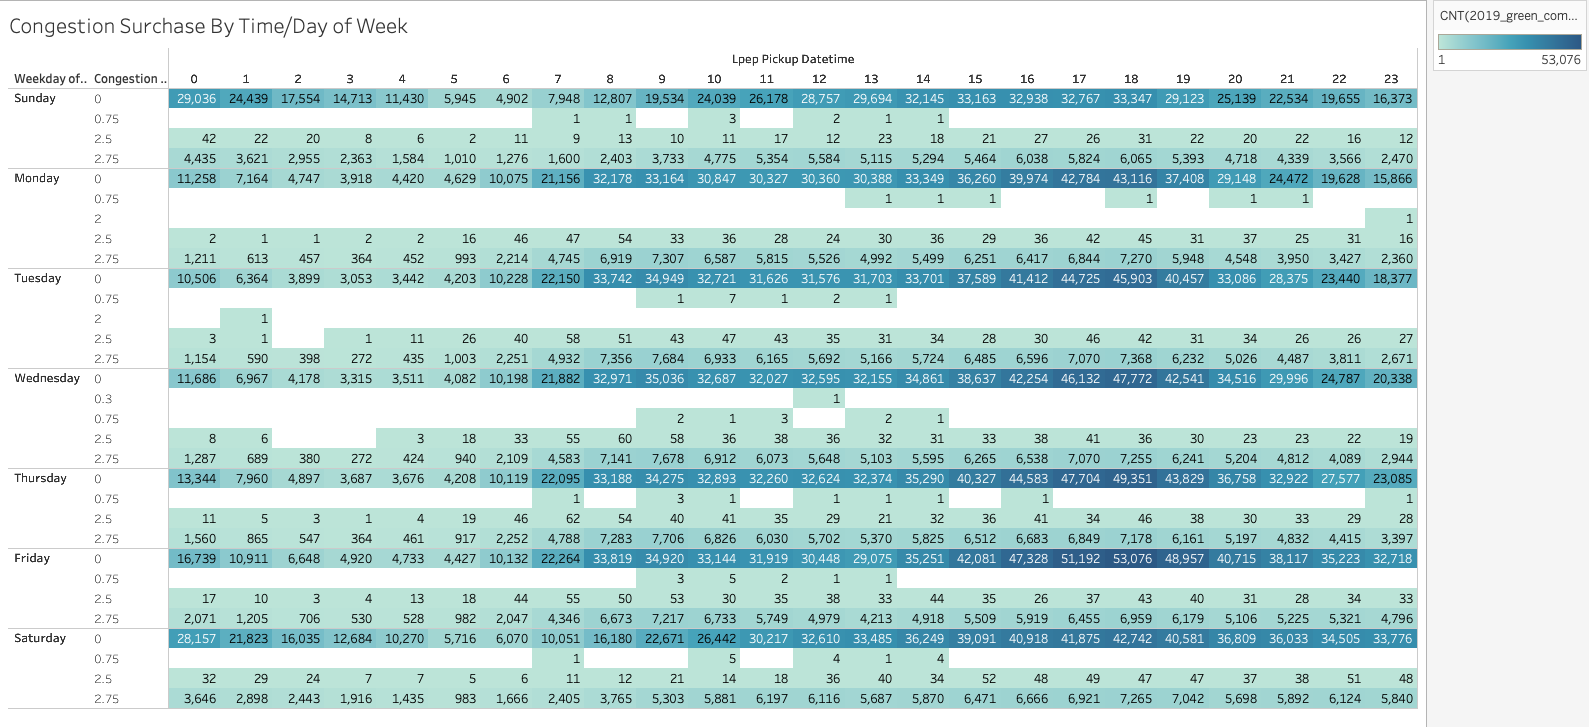 Congestion Surchase By Time/Day of Week
CNT(2019_green_com...
1 53,076
Lpep Pickup Datetime
Weekday of.. Congestion .. 0 1 2 3 4 5 6 7 8 9 10 11 12 13 14 15 16 17 18 19 20 21 22 23
Sunday 0 29,036 24,439 17,554 14,713 11,430 5,945 4,902 7,948 12,807 19,534 24,039 26,178 28,757 29,694 32,145 33,163 32,938 32,767 33,347 29,123 25,139 22,534 19,655 16,373
0.75 1 1 3 2 1 1
2.5 42 22 20 8 6 2 11 9 13 10 11 17 12 23 18 21 27 26 31 22 20 22 16 12
2.75 4,435 3,621 2,955 2,363 1,584 1,010 1,276 1,600 2,403 3,733 4,775 5,354 5,584 5,115 5,294 5,464 6,038 5,824 6,065 5,393 4,718 4,339 3,566 2,470
Monday 0 11,258 7,164 4,747 3,918 4,420 4,629 10,075 21,156 32,178 33,164 30,847 30,327 30,360 30,388 33,349 36,260 39,974 42,784 43,116 37,408 29,148 24,472 19,628 15,866
0.75 1 1 1 1 1 1
2 1
2.5 2 1 1 2 2 16 46 47 54 33 36 28 24 30 36 29 36 42 45 31 37 25 31 16
2.75 1,211 613 457 364 452 993 2,214 4,745 6,919 7,307 6,587 5,815 5,526 4,992 5,499 6,251 6,417 6,844 7,270 5,948 4,548 3,950 3,427 2,360
Tuesday 0 10,506 6,364 3,899 3,053 3,442 4,203 10,228 22,150 33,742 34,949 32,721 31,626 31,576 31,703 33,701 37,589 41,412 44,725 45,903 40,457 33,086 28,375 23,440 18,377
0.75 1 7 1 2 1
2 1
2.5 3 1 1 11 26 40 58 51 43 47 43 35 31 34 28 30 46 42 31 34 26 26 27
2.75 1,154 590 398 272 435 1,003 2,251 4,932 7,356 7,684 6,933 6,165 5,692 5,166 5,724 6,485 6,596 7,070 7,368 6,232 5,026 4,487 3,811 2,671
Wednesday 0 11,686 6,967 4,178 3,315 3,511 4,082 10,198 21,882 32,971 35,036 32,687 32,027 32,595 32,155 34,861 38,637 42,254 46,132 47,772 42,541 34,516 29,996 24,787 20,338
0.3 1
0.75 2 1 3 2 1
2.5 8 6 3 18 33 55 60 58 36 38 36 32 31 33 38 41 36 30 23 23 22 19
2.75 1,287 689 380 272 424 940 2,109 4,583 7,141 7,678 6,912 6,073 5,648 5,103 5,595 6,265 6,538 7,070 7,255 6,241 5,204 4,812 4,089 2,944
Thursday 0 13,344 7,960 4,897 3,687 3,676 4,208 10,119 22,095 33,188 34,275 32,893 32,260 32,624 32,374 35,290 40,327 44,583 47,704 49,351 43,829 36,758 32,922 27,577 23,085
0.75 1 3 1 1 1 1 1 1
2.5 11 5 3 1 4 19 46 62 54 40 41 35 29 21 32 36 41 34 46 38 30 33 29 28
2.75 1,560 865 547 364 461 917 2,252 4,788 7,283 7,706 6,826 6,030 5,702 5,370 5,825 6,512 6,683 6,849 7,178 6,161 5,197 4,832 4,415 3,397
Friday 0 16,739 10,911 6,648 4,920 4,733 4,427 10,132 22,264 33,819 34,920 33,144 31,919 30,448 29,075 35,251 42,081 47,328 51,192 53,076 48,957 40,715 38,117 35,223 32,718
0.75 3 5 2 1 1
2.5 17 10 3 4 13 18 44 55 50 53 30 35 38 33 44 35 26 37 43 40 31 28 34 33
2.75 2,071 1,205 706 530 528 982 2,047 4,346 6,673 7,217 6,733 5,749 4,979 4,213 4,918 5,509 5,919 6,455 6,959 6,179 5,106 5,225 5,321 4,796
Saturday 0 28,157 21,823 16,035 12,684 10,270 5,716 6,070 10,051 16,180 22,671 26,442 30,217 32,610 33,485 36,249 39,091 40,918 41,875 42,742 40,581 36,809 36,033 34,505 33,776
0.75 1 5 4 1 4
2.5 32 29 24 7 7 5 6 11 12 21 14 18 36 40 34 52 48 49 47 47 37 38 51 48
2.75 3,646 2,898 2,443 1,916 1,435 983 1,666 2,405 3,765 5,303 5,881 6,197 6,116 5,687 5,870 6,471 6,666 6,921 7,265 7,042 5,698 5,892 6,124 5,840